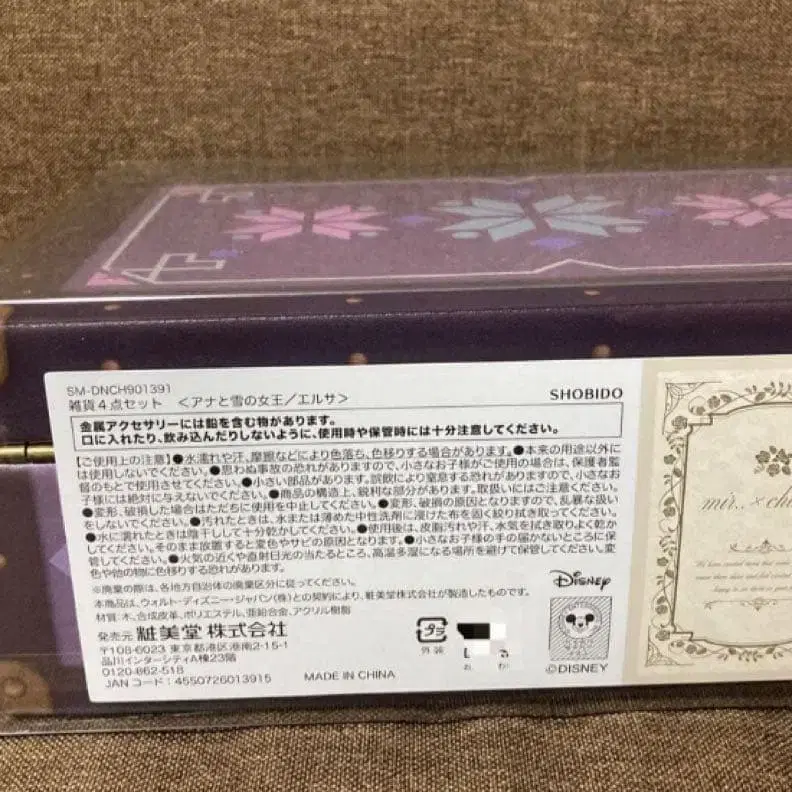 SM-DNCH901391
雑貨4点セット <アナと雪の女王/エルサ>
SHOBIDO
金属アクセサリーには鉛を含む物があります。
口に入れたり、飲み込んだりしないように、使用時や保管時には十分注意してください。
【ご使用上の注意】●水濡れや汗、摩擦などにより色落ち、色移りする場合があります。●本来の用途以外に
は使用しないでください。●思わぬ事故の恐れがありますので、小さなお子様がご使用の場合は、保護者監
督のもとで使用させてください。●小さい部品があります。誤飲により窒息する恐れがありますので、小さなお
子様には絶対に与えないでください。●商品の構造上、鋭利な部分があります。取扱いにはご注意ください。
●変形、破損した場合はただちに使用を中止してください。●変形、破損の原因となりますので、乱暴な扱い
をしないでください。●汚れたときは、水または薄めた中性洗剤に浸けた布を固く絞り拭き取ってください。
●水に濡れたときは陰干しして十分乾かしてください。●使用後は、皮脂汚れや汗、水気を拭き取りよく乾か
してください。そのまま放置すると変色やサビの原因となります。●小さなお子様の手の届かないところに保
管してください。●火気の近くや直射日光の当たるところ、高温多湿になる場所を避けて保管してください。変
色や他の物に色移りする恐れがあります。
※廃棄の際は、各地方自治体の廃棄区分に従ってください。
本商品は、ウォルト・ディズニー・ジャパン(株)との契約により、粧美堂株式会社が製造したものです。
材質:木、合成皮革、ポリエステル、亜鉛合金、アクリル樹脂
発売元 粧美堂 株式会社
〒108-6023 東京都港区港南2-15-1
品川インターシティA棟23階
0120-862-518
JANコード:4550726013915
MADE IN CHINA
プラ
外装
Disney
©DISNEY
mir.. × ch